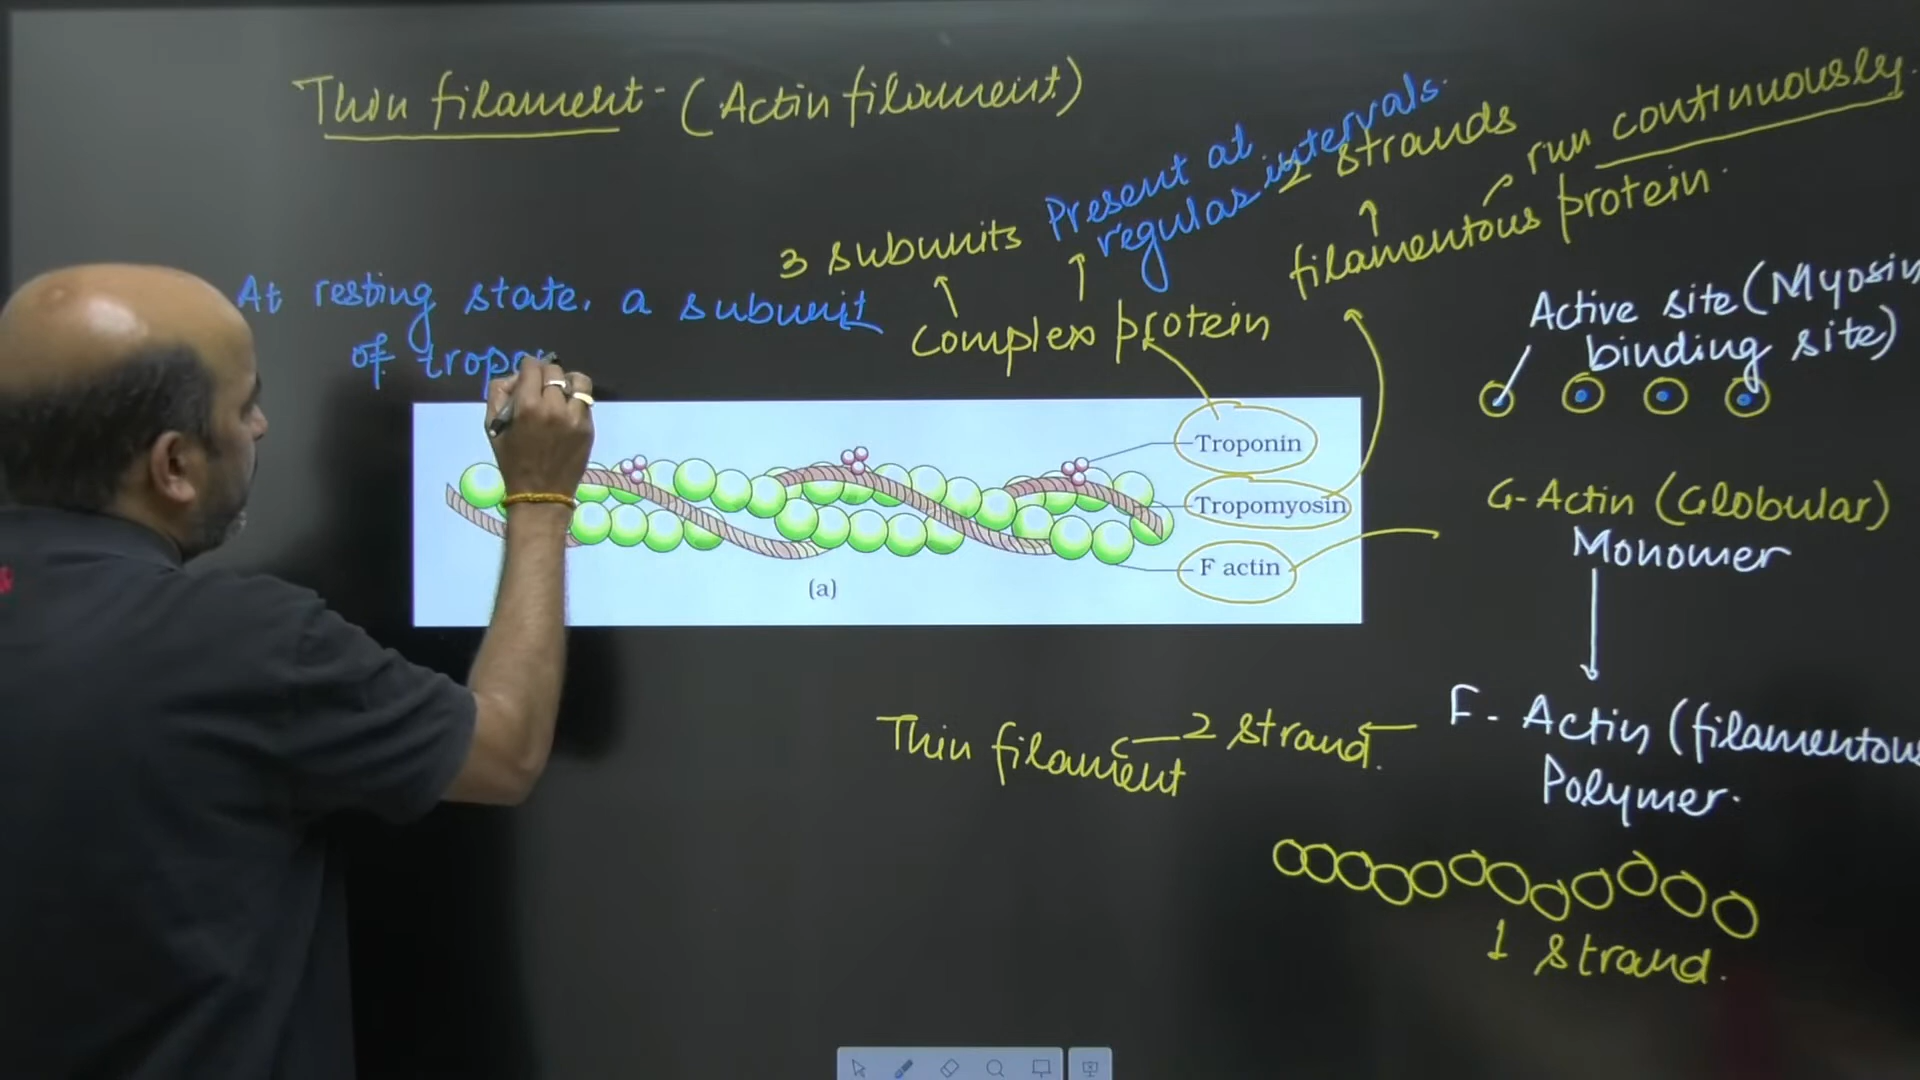 Thin filament - (Actin filament)
Present at
regular intervals.
2 strands
run continuously.
filamentous protein.
3 subunits
complex protein
At resting state, a subunit
of tropo
Active site (Myosin
binding site)
Troponin
Tropomyosin
F actin
(a)
G-Actin (Globular)
Monomer
F - Actin (filamentous
Polymer.
2 strand.
Thin filament
1 strand.